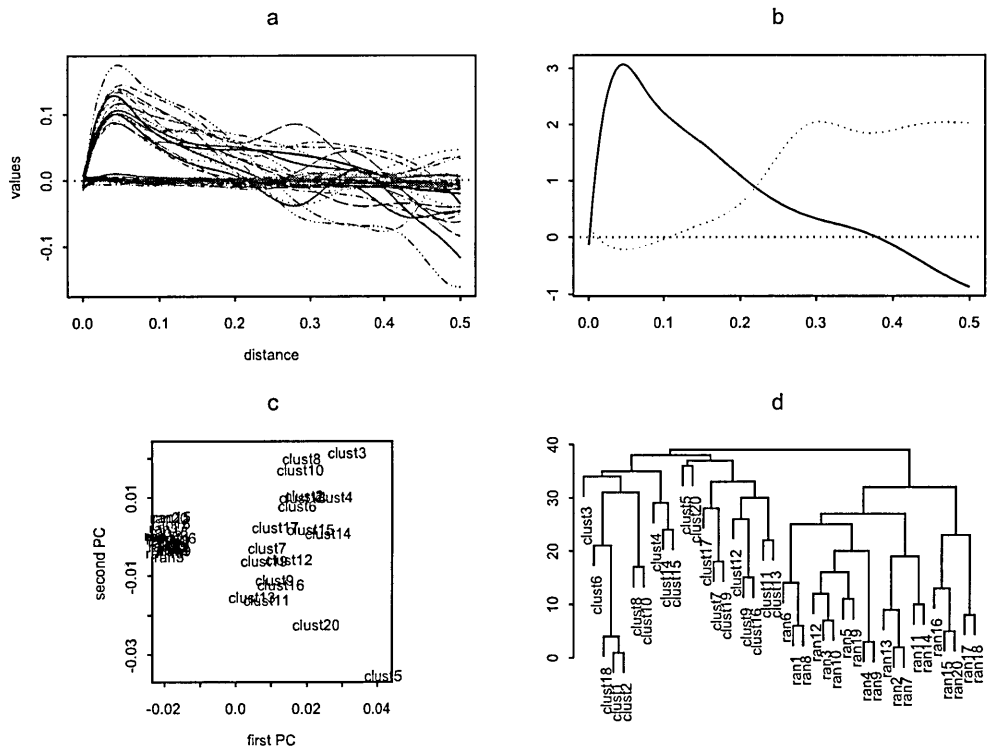 a
values
0.1
0.0
-0.1
0.0 0.1 0.2 0.3 0.4 0.5
distance
b
3
2
1
0
-1
0.0 0.1 0.2 0.3 0.4 0.5
c
second PC
0.01
-0.01
-0.03
clust3
clust8
clust10
clust4
clust6
clust17
clust15
clust14
clust7
clust12
clust9
clust16
clust13
clust11
clust20
clust5
-0.02 0.0 0.02 0.04
first PC
d
40
30
20
10
0
clust3
clust6
clust18
clust1
clust2
clust8
clust10
clust4
clust14
clust15
clust5
clust20
clust17
clust7
clust19
clust12
clust9
clust16
clust11
clust13
ran6
ran1
ran8
ran12
ran3
ran10
ran5
ran19
ran4
ran9
ran13
ran2
ran7
ran11
ran14
ran16
ran15
ran20
ran17
ran18